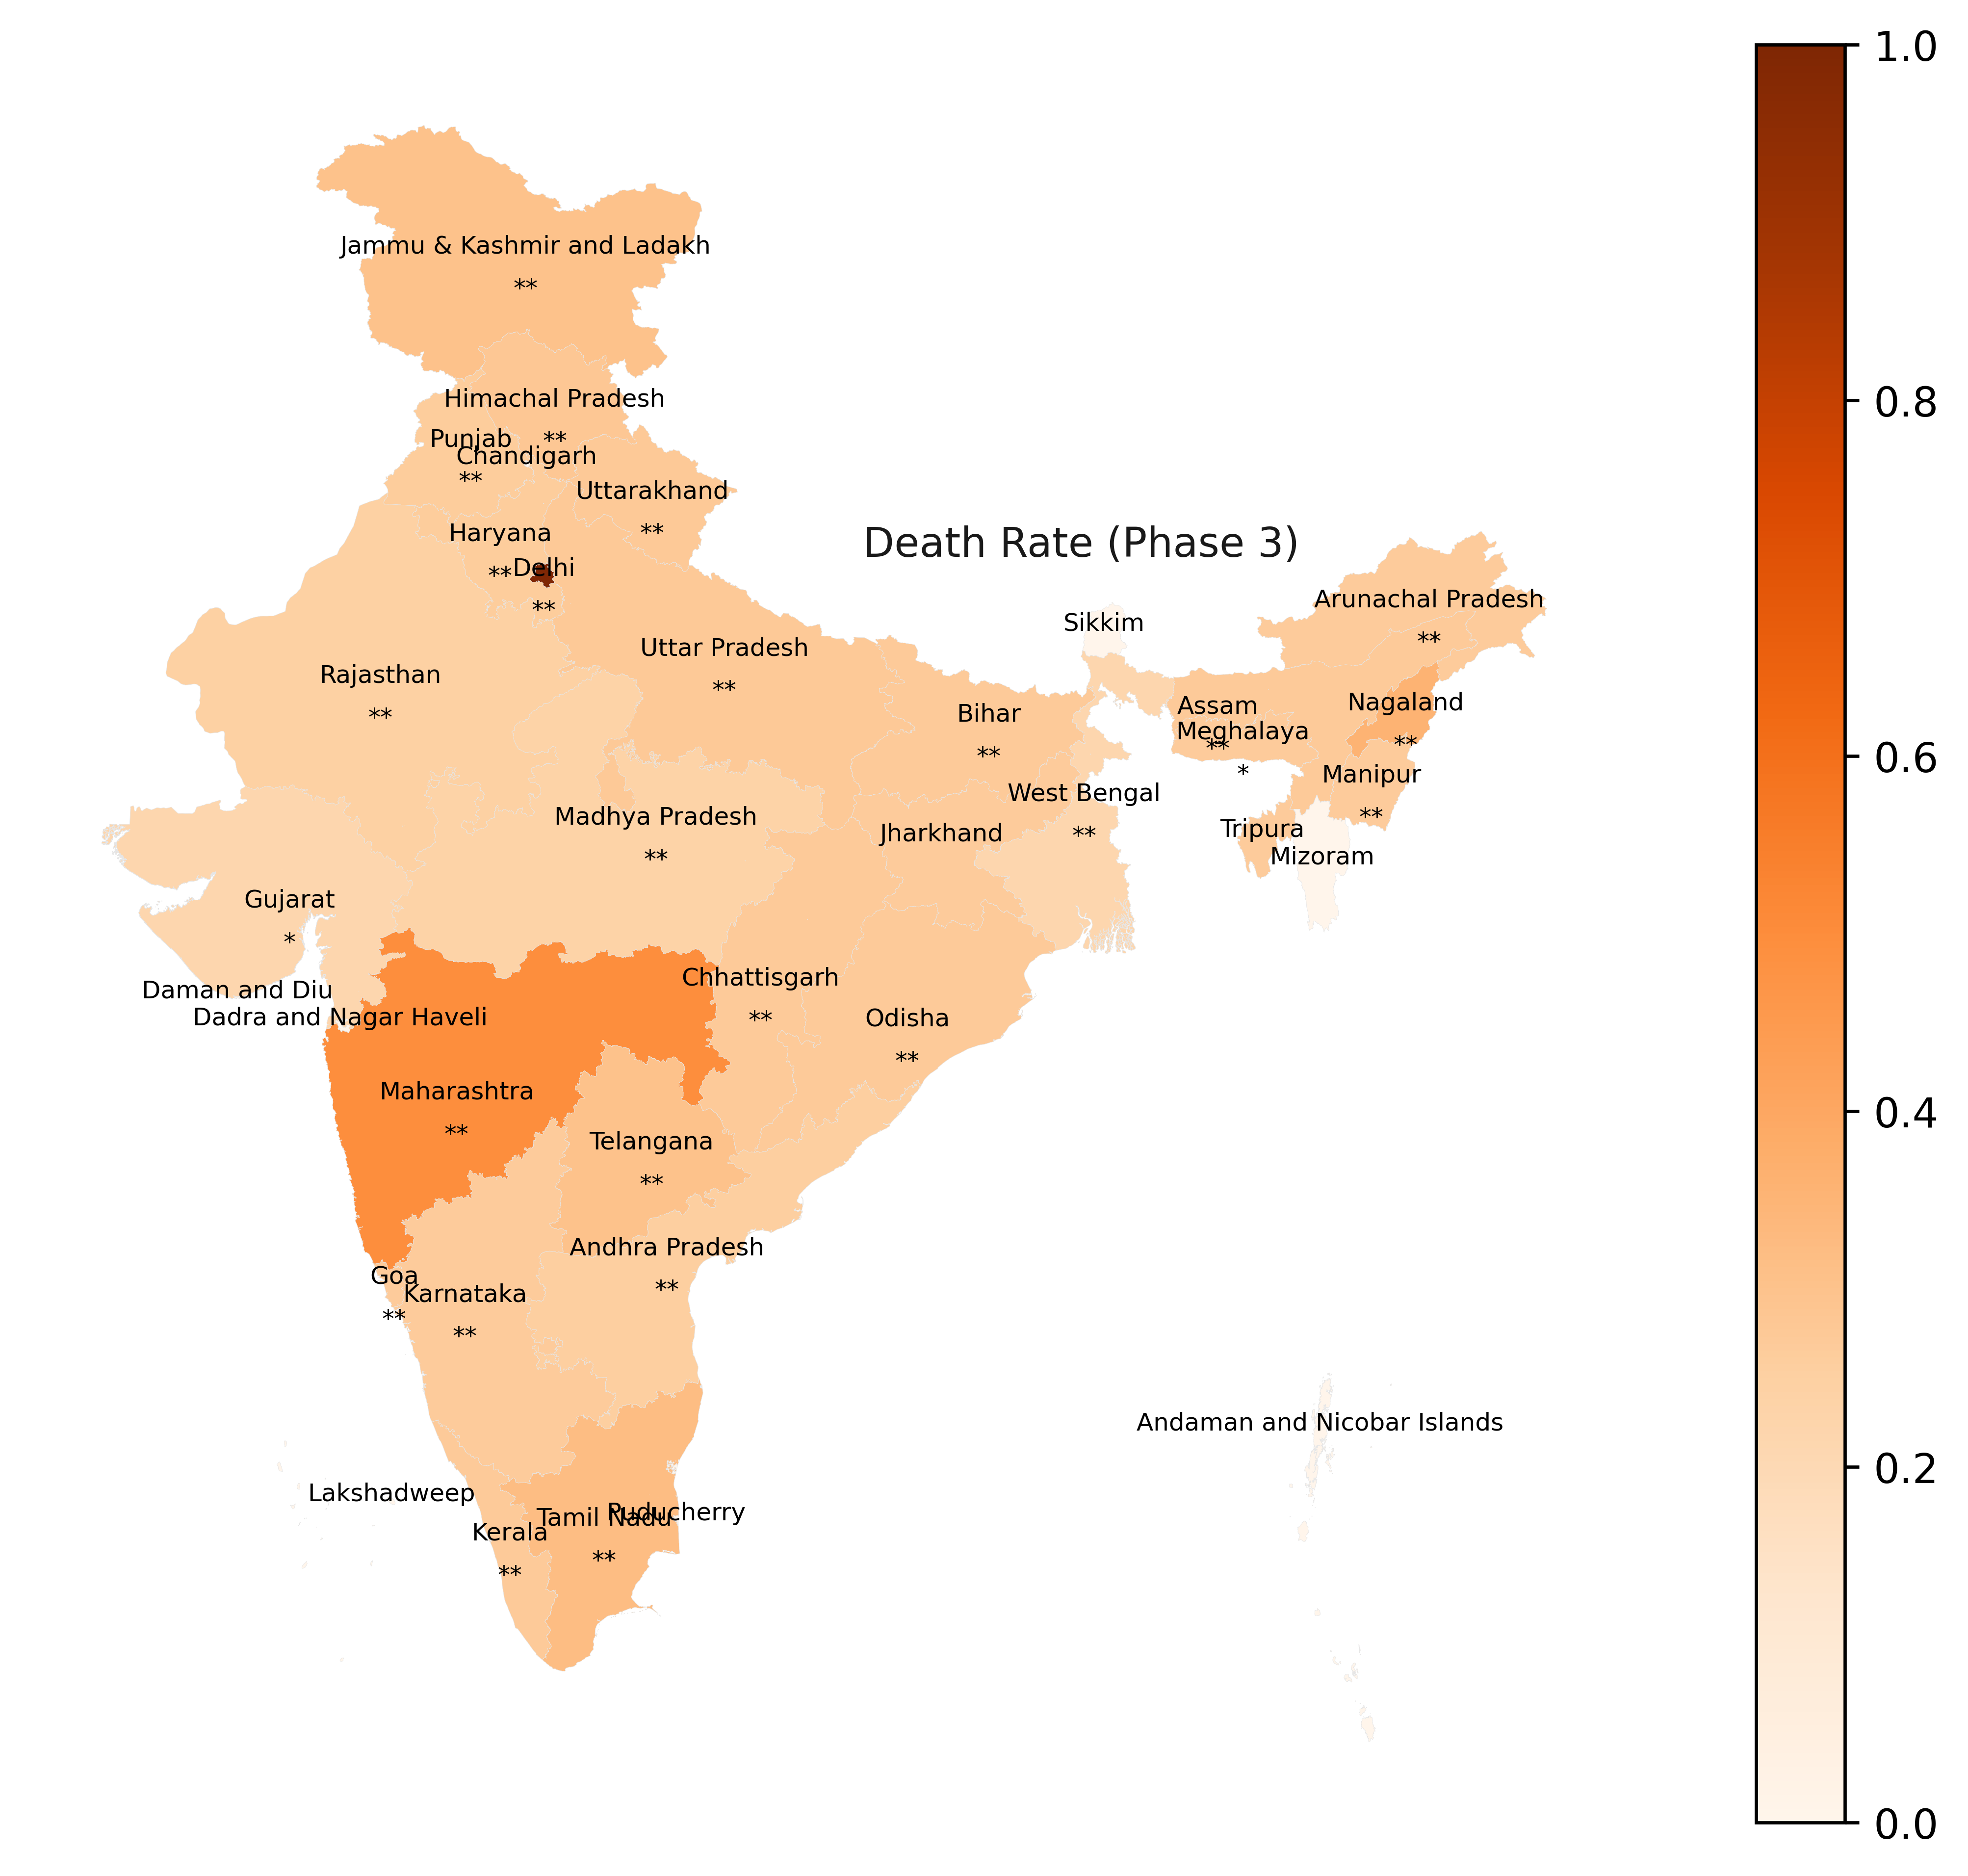 1.0
Jammu & Kashmir and Ladakh
**
0.8
Himachal Pradesh
**
Punjab
**
Chandigarh
Uttarakhand
**
Haryana
**
Death Rate (Phase 3)
Delhi
**
Arunachal Pradesh
**
Sikkim
Uttar Pradesh
**
Rajasthan
**
Nagaland
**
Assam
**
Bihar
**
Meghalaya
*
0.6
Manipur
**
West Bengal
**
Madhya Pradesh
**
Tripura
Jharkhand
Mizoram
Gujarat
*
Chhattisgarh
**
Daman and Diu
Dadra and Nagar Haveli
Odisha
**
Maharashtra
**
0.4
Telangana
**
Andhra Pradesh
**
Goa
**
Karnataka
**
Andaman and Nicobar Islands
0.2
Lakshadweep
Puducherry
Tamil Nadu
**
Kerala
**
0.0